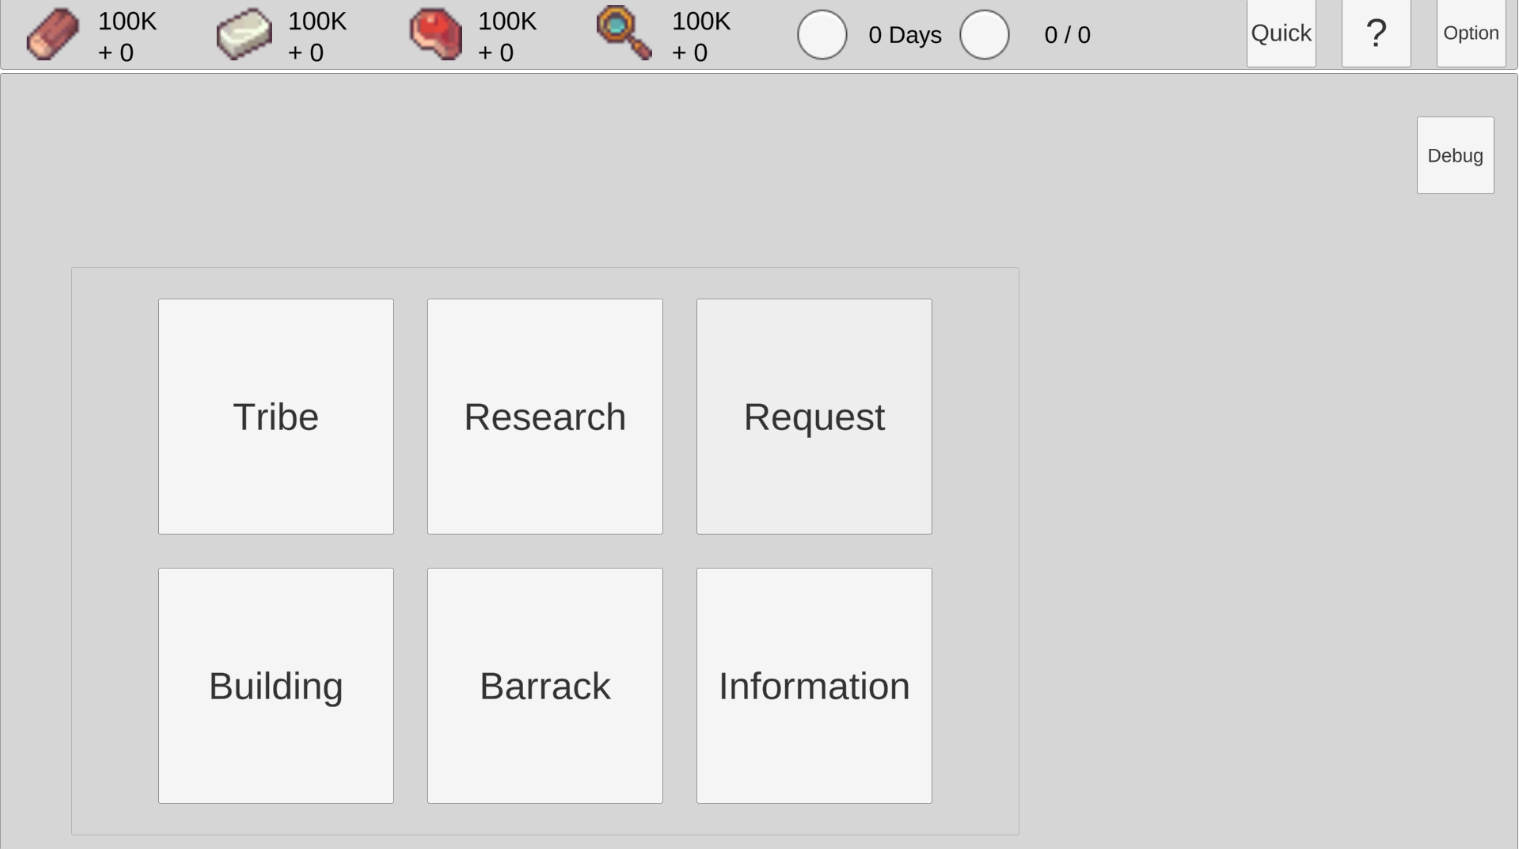 100K
+ 0
100K
+ 0
100K
+ 0
100K
+ 0
0 Days
0 / 0
Quick
?
Option
Debug
Tribe
Research
Request
Building
Barrack
Information